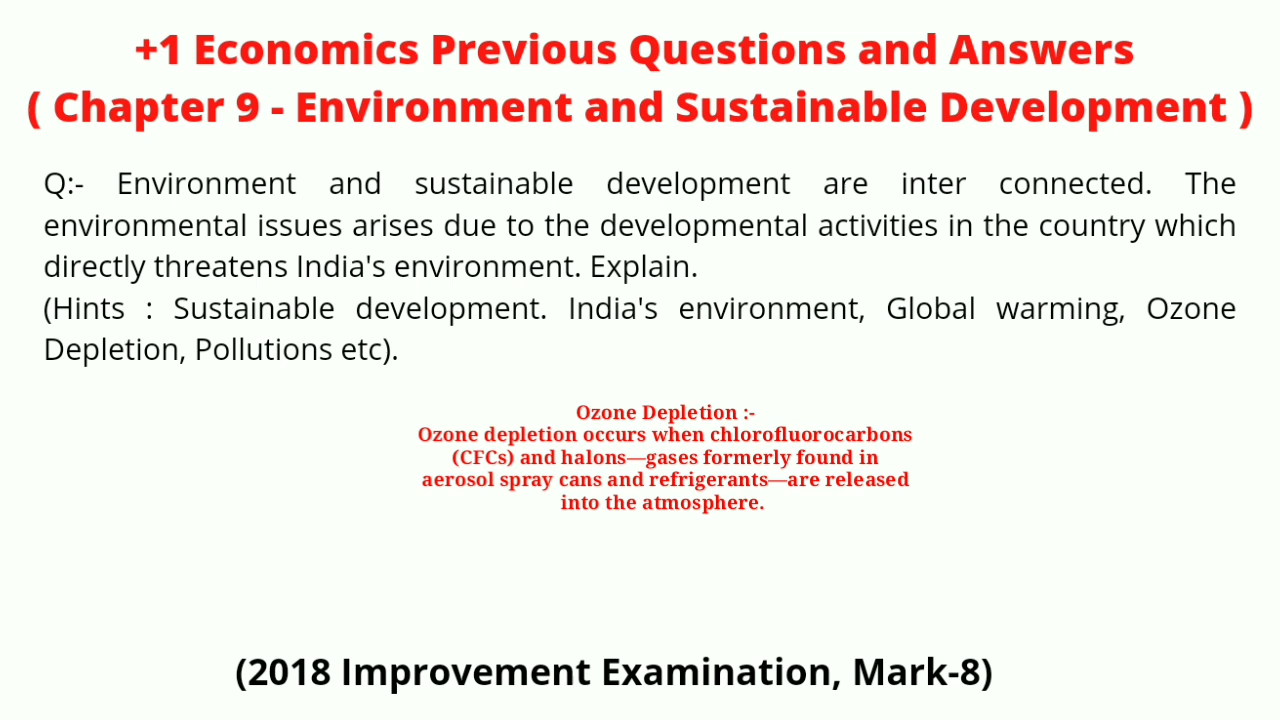 +1 Economics Previous Questions and Answers
( Chapter 9 - Environment and Sustainable Development )
Q:- Environment and sustainable development are inter connected. The
environmental issues arises due to the developmental activities in the country which
directly threatens India's environment. Explain.
(Hints : Sustainable development. India's environment, Global warming, Ozone
Depletion, Pollutions etc).
Ozone Depletion :-
Ozone depletion occurs when chlorofluorocarbons
(CFCs) and halons—gases formerly found in
aerosol spray cans and refrigerants—are released
into the atmosphere.
(2018 Improvement Examination, Mark-8)